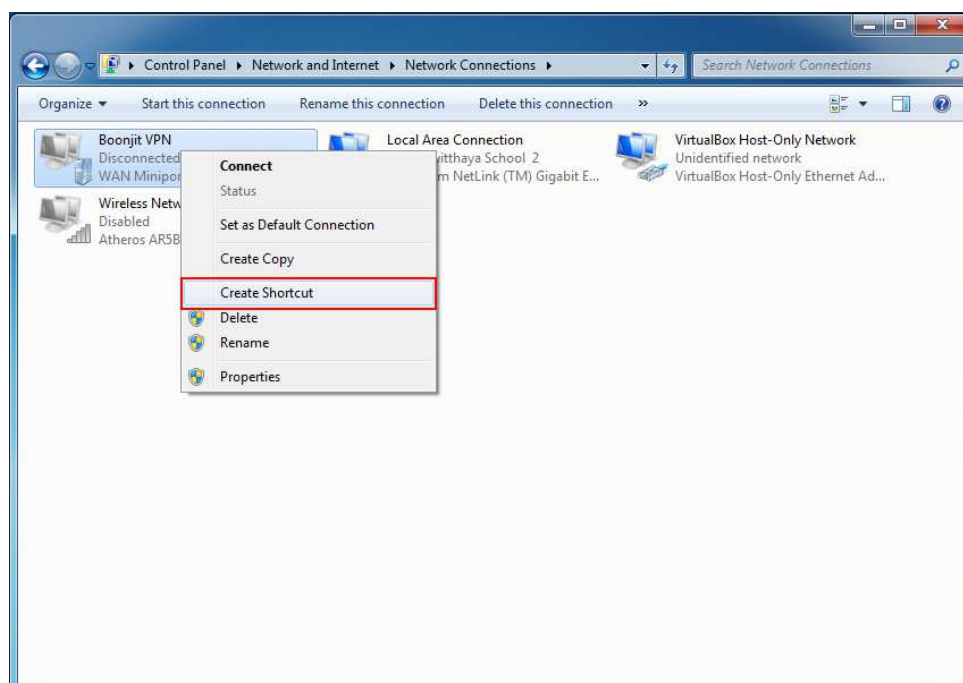 Control Panel Network and Internet Network Connections
Search Network Connections
Organize Start this connection Rename this connection Delete this connection »
Boonjit VPN
Disconnected
WAN Minipor
Wireless Netw
Disabled
Atheros AR5B
Local Area Connection
itthaya School 2
m NetLink (TM) Gigabit E...
VirtualBox Host-Only Network
Unidentified network
VirtualBox Host-Only Ethernet Ad...
Connect
Status
Set as Default Connection
Create Copy
Create Shortcut
Delete
Rename
Properties